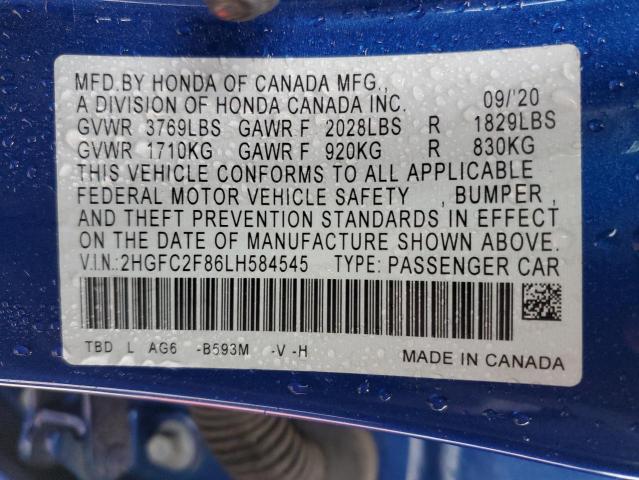 MFD.BY HONDA OF CANADA MFG.,
A DIVISION OF HONDA CANADA INC. 09/'20
GVWR 3769LBS GAWR F 2028LBS R 1829LBS
GVWR 1710KG GAWR F 920KG R 830KG
THIS VEHICLE CONFORMS TO ALL APPLICABLE
FEDERAL MOTOR VEHICLE SAFETY , BUMPER ,
AND THEFT PREVENTION STANDARDS IN EFFECT
ON THE DATE OF MANUFACTURE SHOWN ABOVE.
V.I.N.:2HGFC2F86LH584545 TYPE: PASSENGER CAR
TBD L AG6 -B593M -V -H
MADE IN CANADA